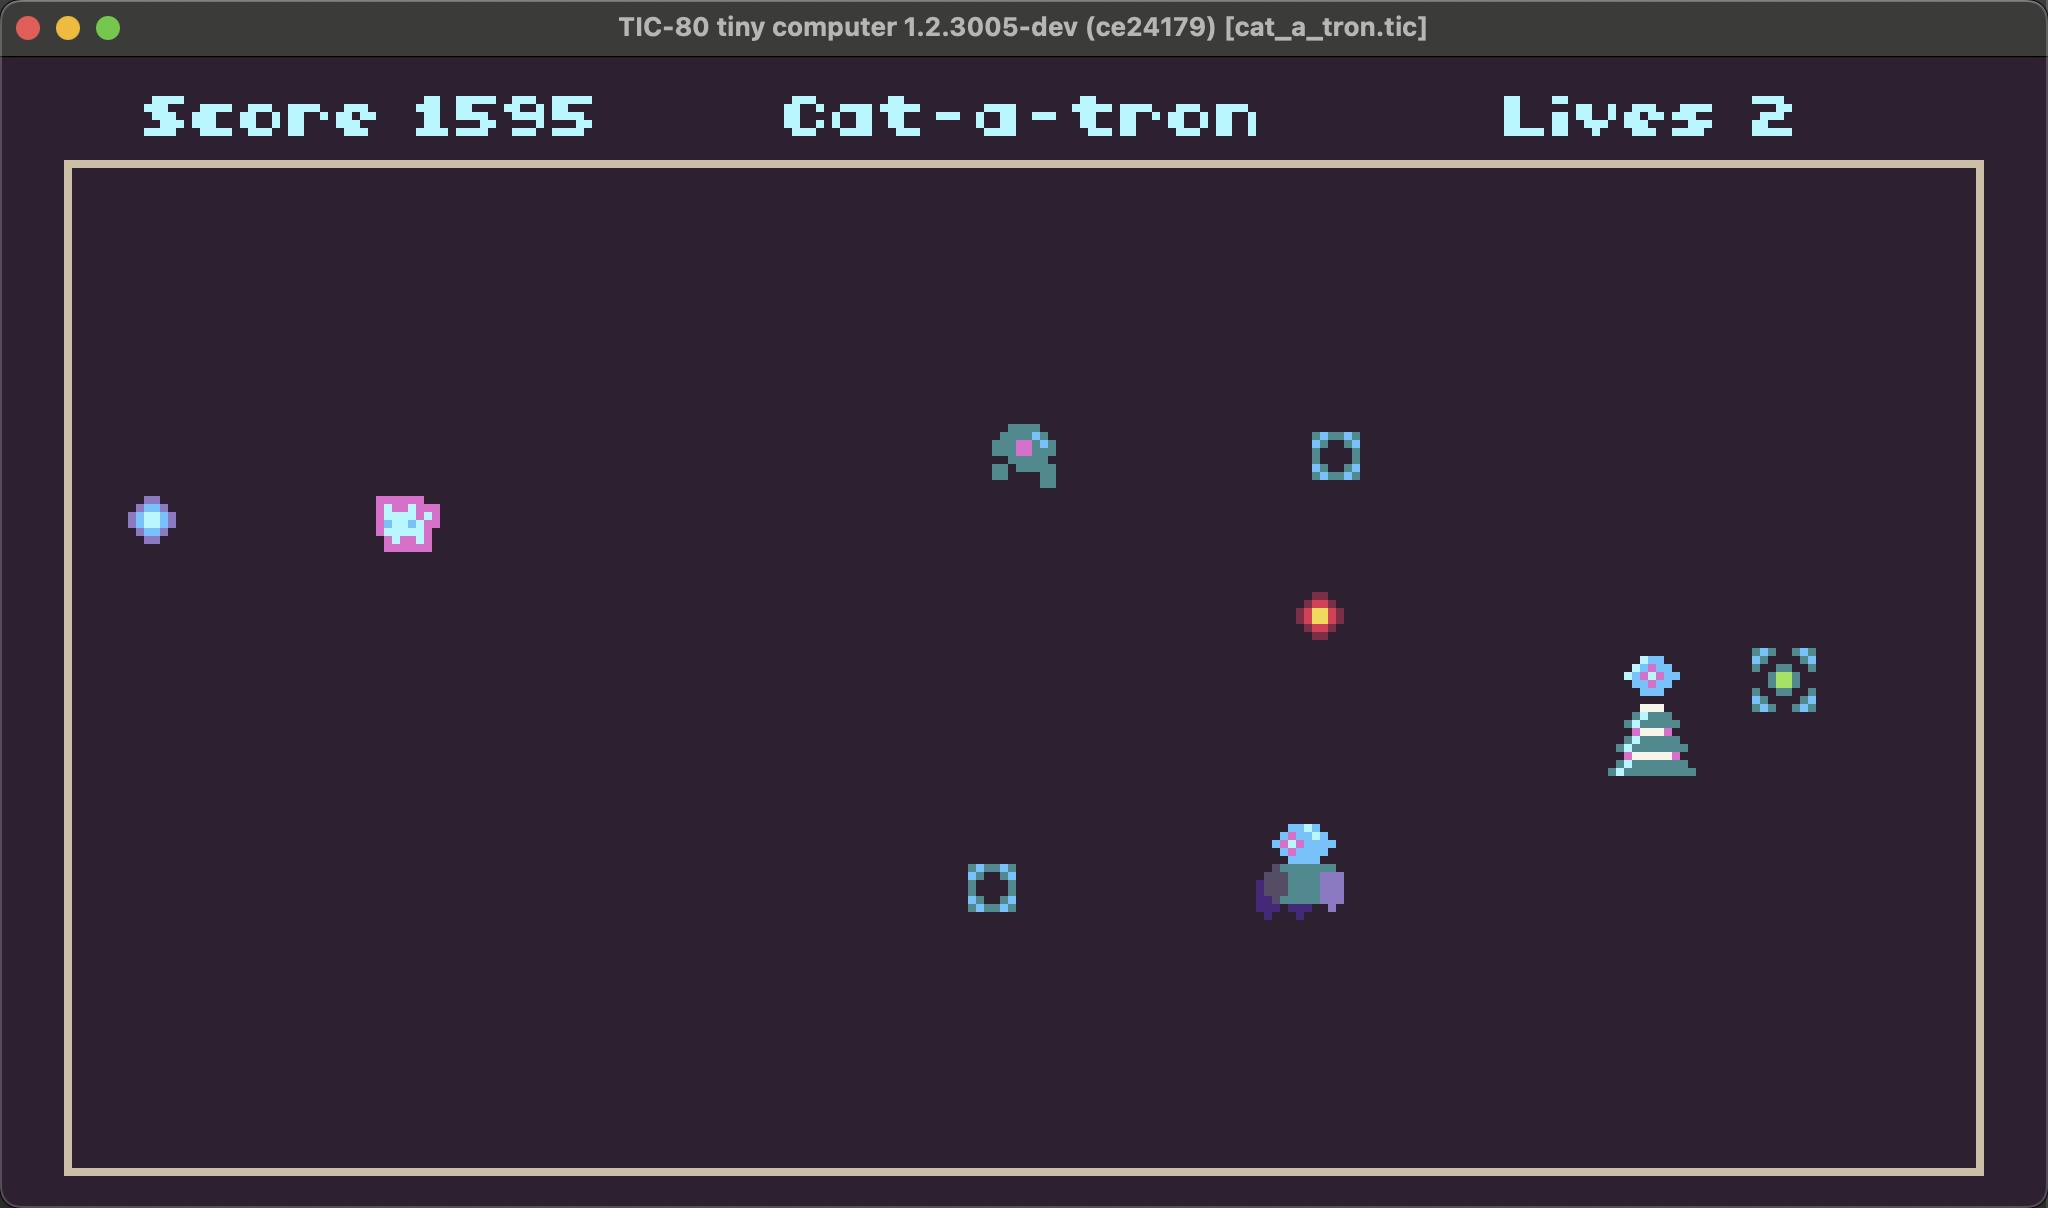 TIC-80 tiny computer 1.2.3005-dev (ce24179) [cat_a_tron.tic]
Score 1595 Cat-a-tron Lives 2